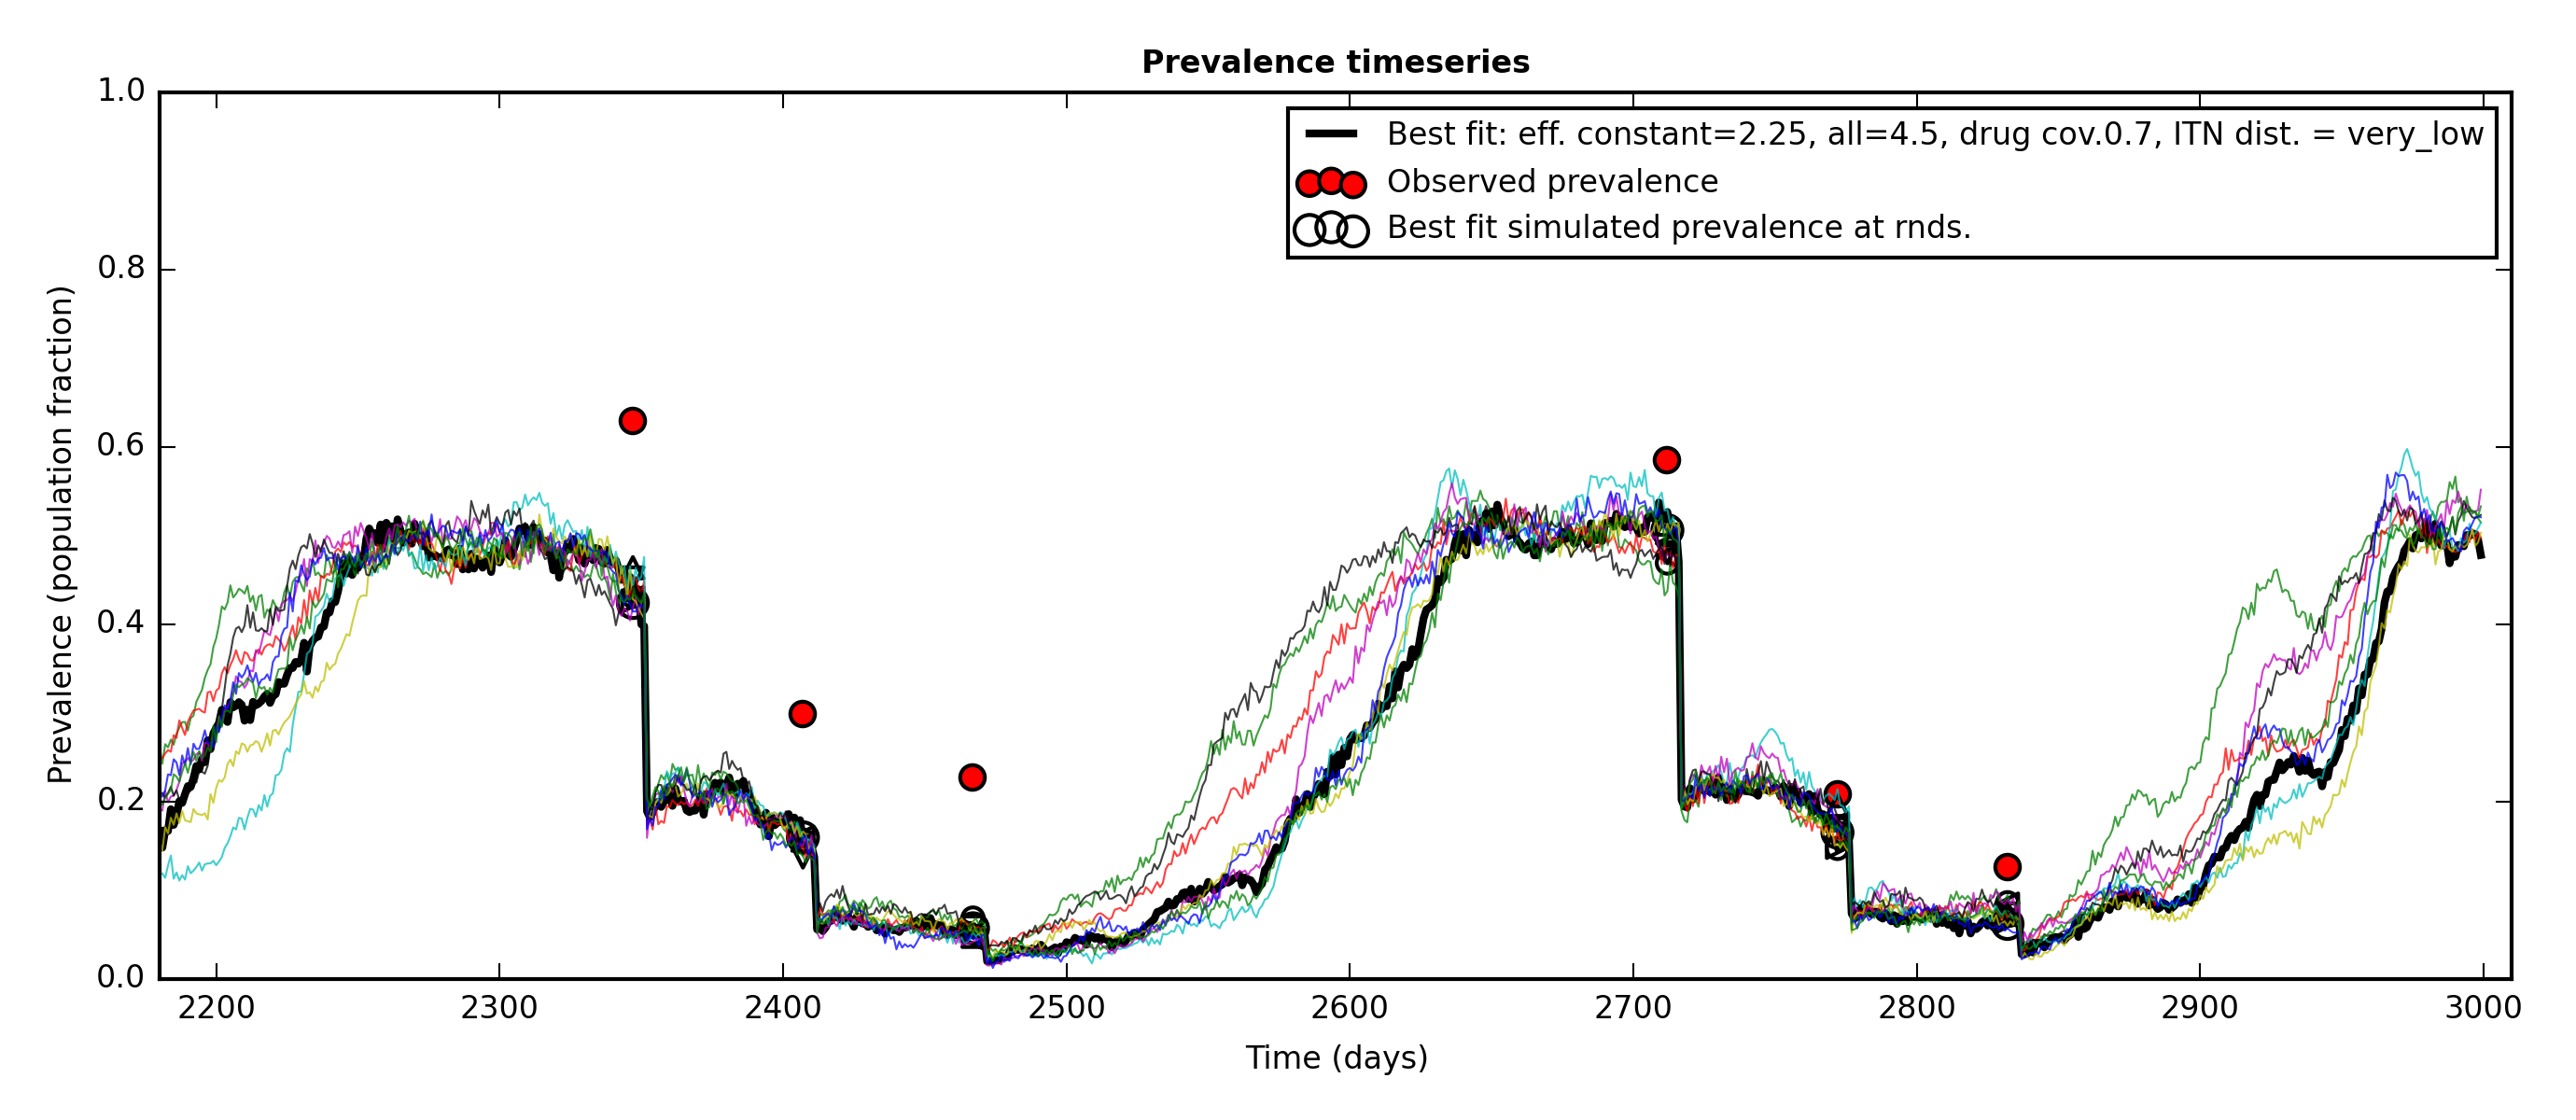 Prevalence timeseries
1.0
0.8
0.6
0.4
0.2
0.0
Prevalence (population fraction)
Best fit: eff. constant=2.25, all=4.5, drug cov.0.7, ITN dist. = very_low
Observed prevalence
Best fit simulated prevalence at rnds.
2200 2300 2400 2500 2600 2700 2800 2900 3000
Time (days)